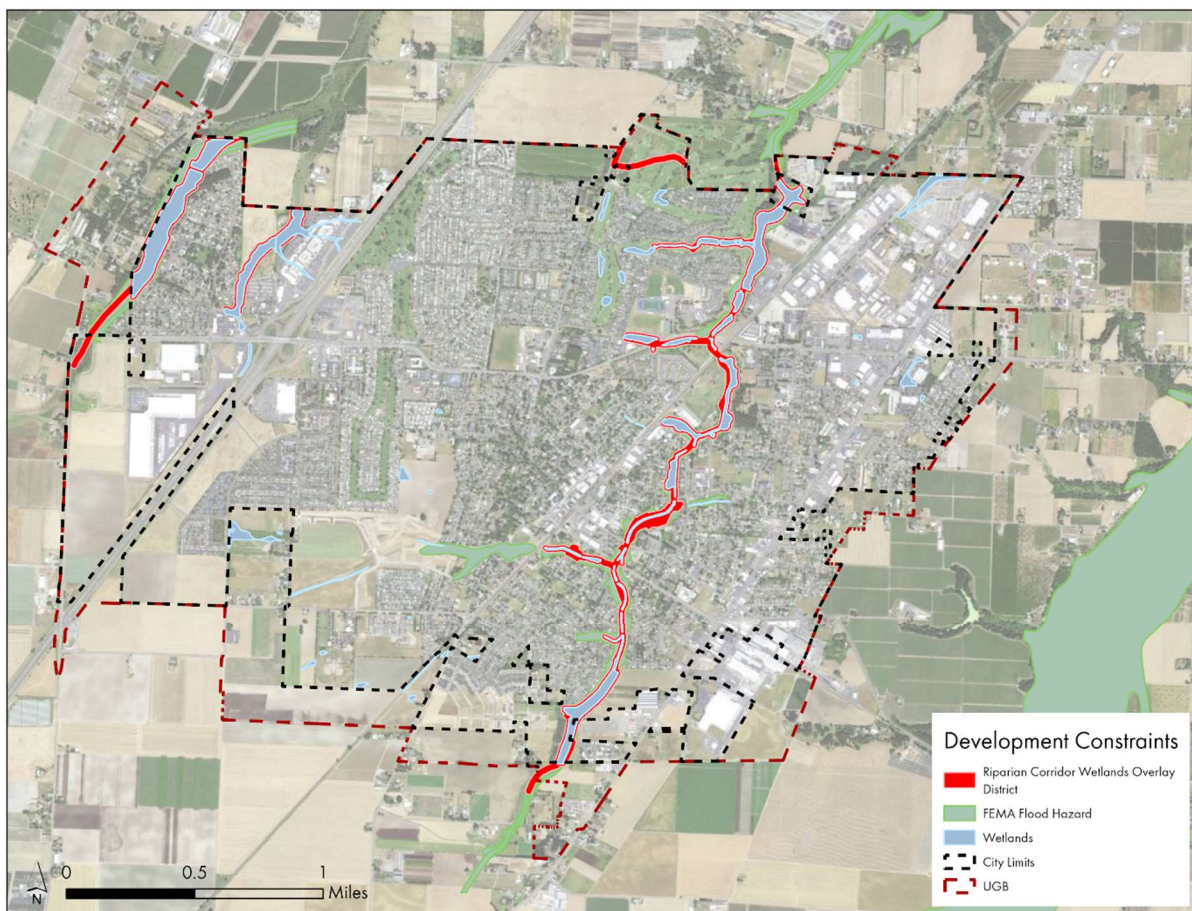 Development Constraints
Riparian Corridor Wetlands Overlay
District
FEMA Flood Hazard
Wetlands
City Limits
UGB
0 0.5 1
Miles
N